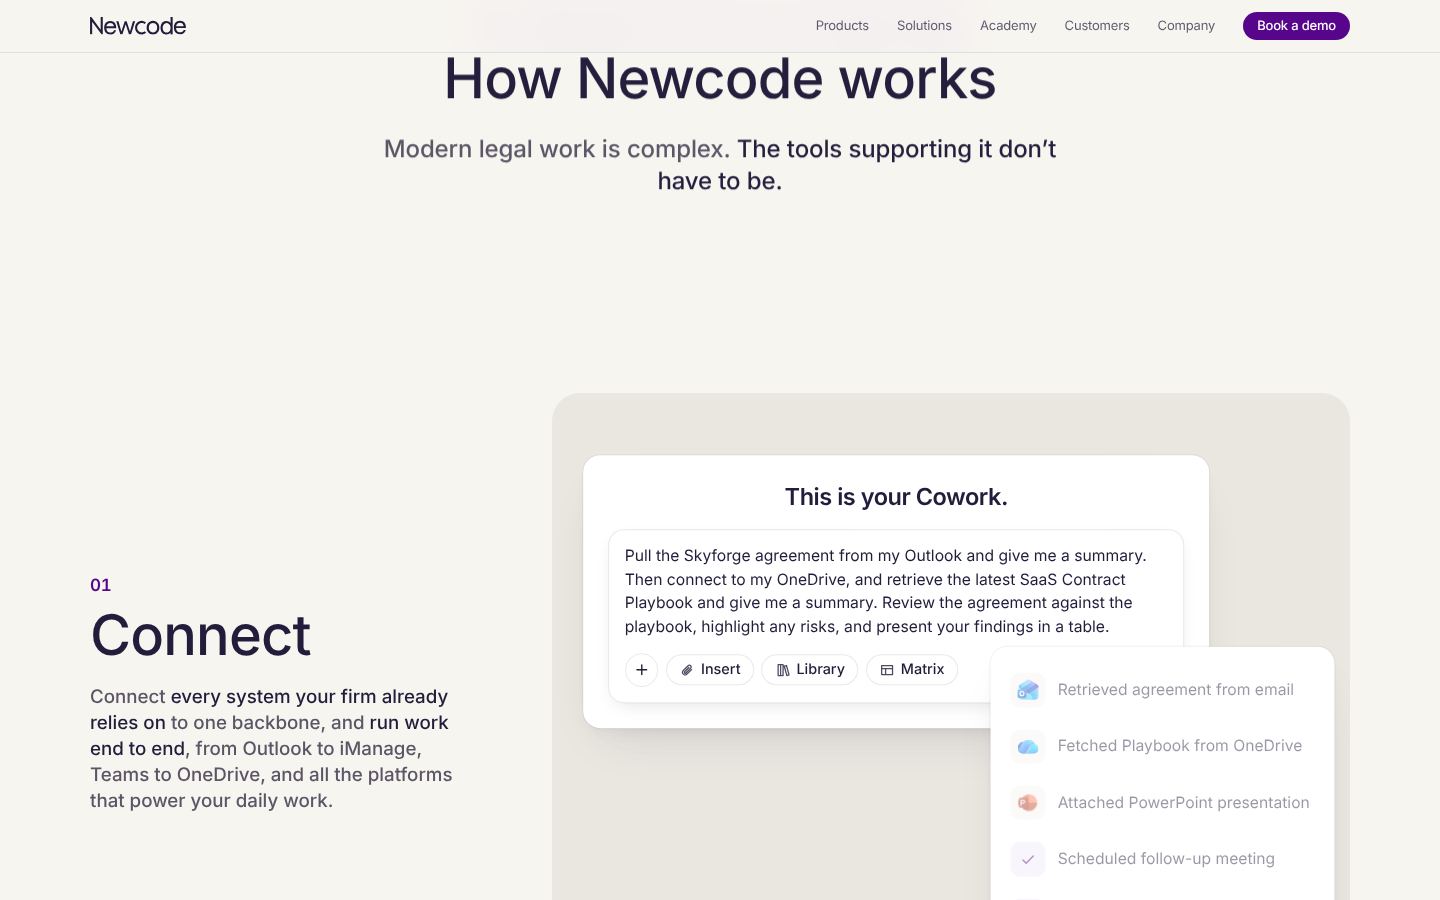 Newcode
Products
Solutions
Academy
Customers
Company
Book a demo
How Newcode works
Modern legal work is complex. The tools supporting it don’t
have to be.
01
Connect
Connect every system your firm already
relies on to one backbone, and run work
end to end, from Outlook to iManage,
Teams to OneDrive, and all the platforms
that power your daily work.
This is your Cowork.
Pull the Skyforge agreement from my Outlook and give me a summary.
Then connect to my OneDrive, and retrieve the latest SaaS Contract
Playbook and give me a summary. Review the agreement against the
playbook, highlight any risks, and present your findings in a table.
Insert
Library
Matrix
Retrieved agreement from email
Fetched Playbook from OneDrive
Attached PowerPoint presentation
Scheduled follow-up meeting